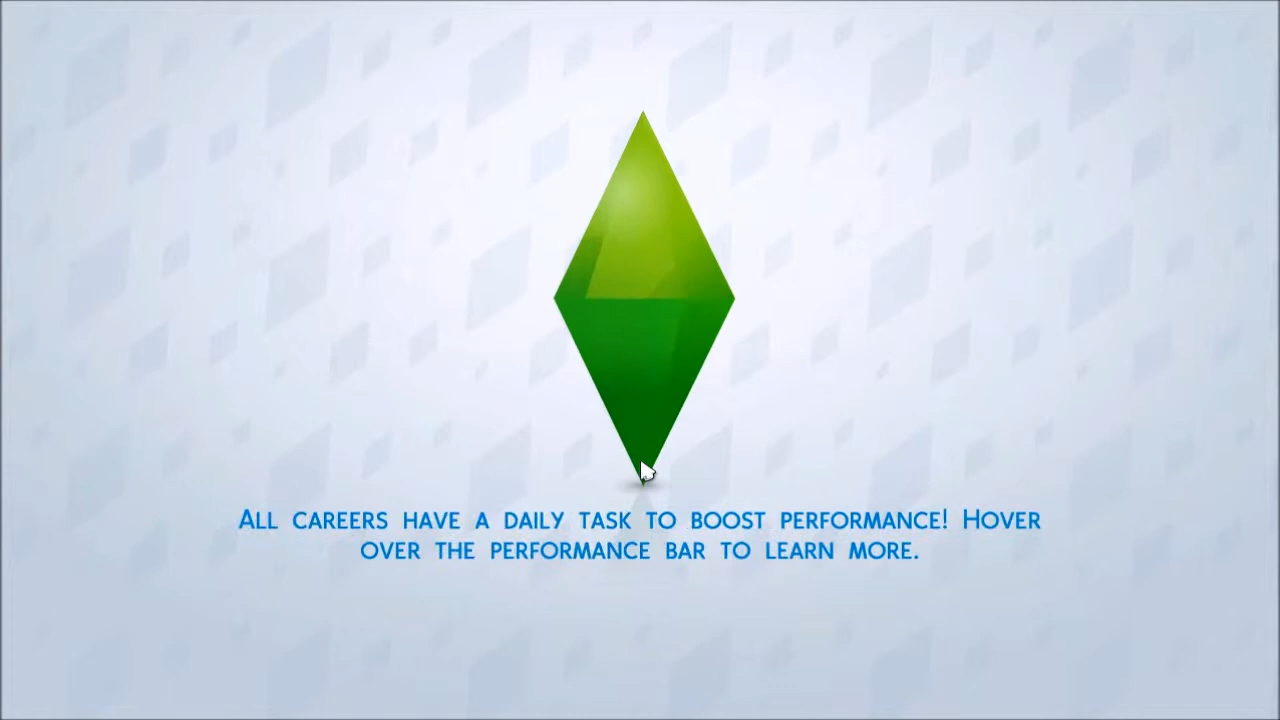 All careers have a daily task to boost performance! Hover
over the performance bar to learn more.